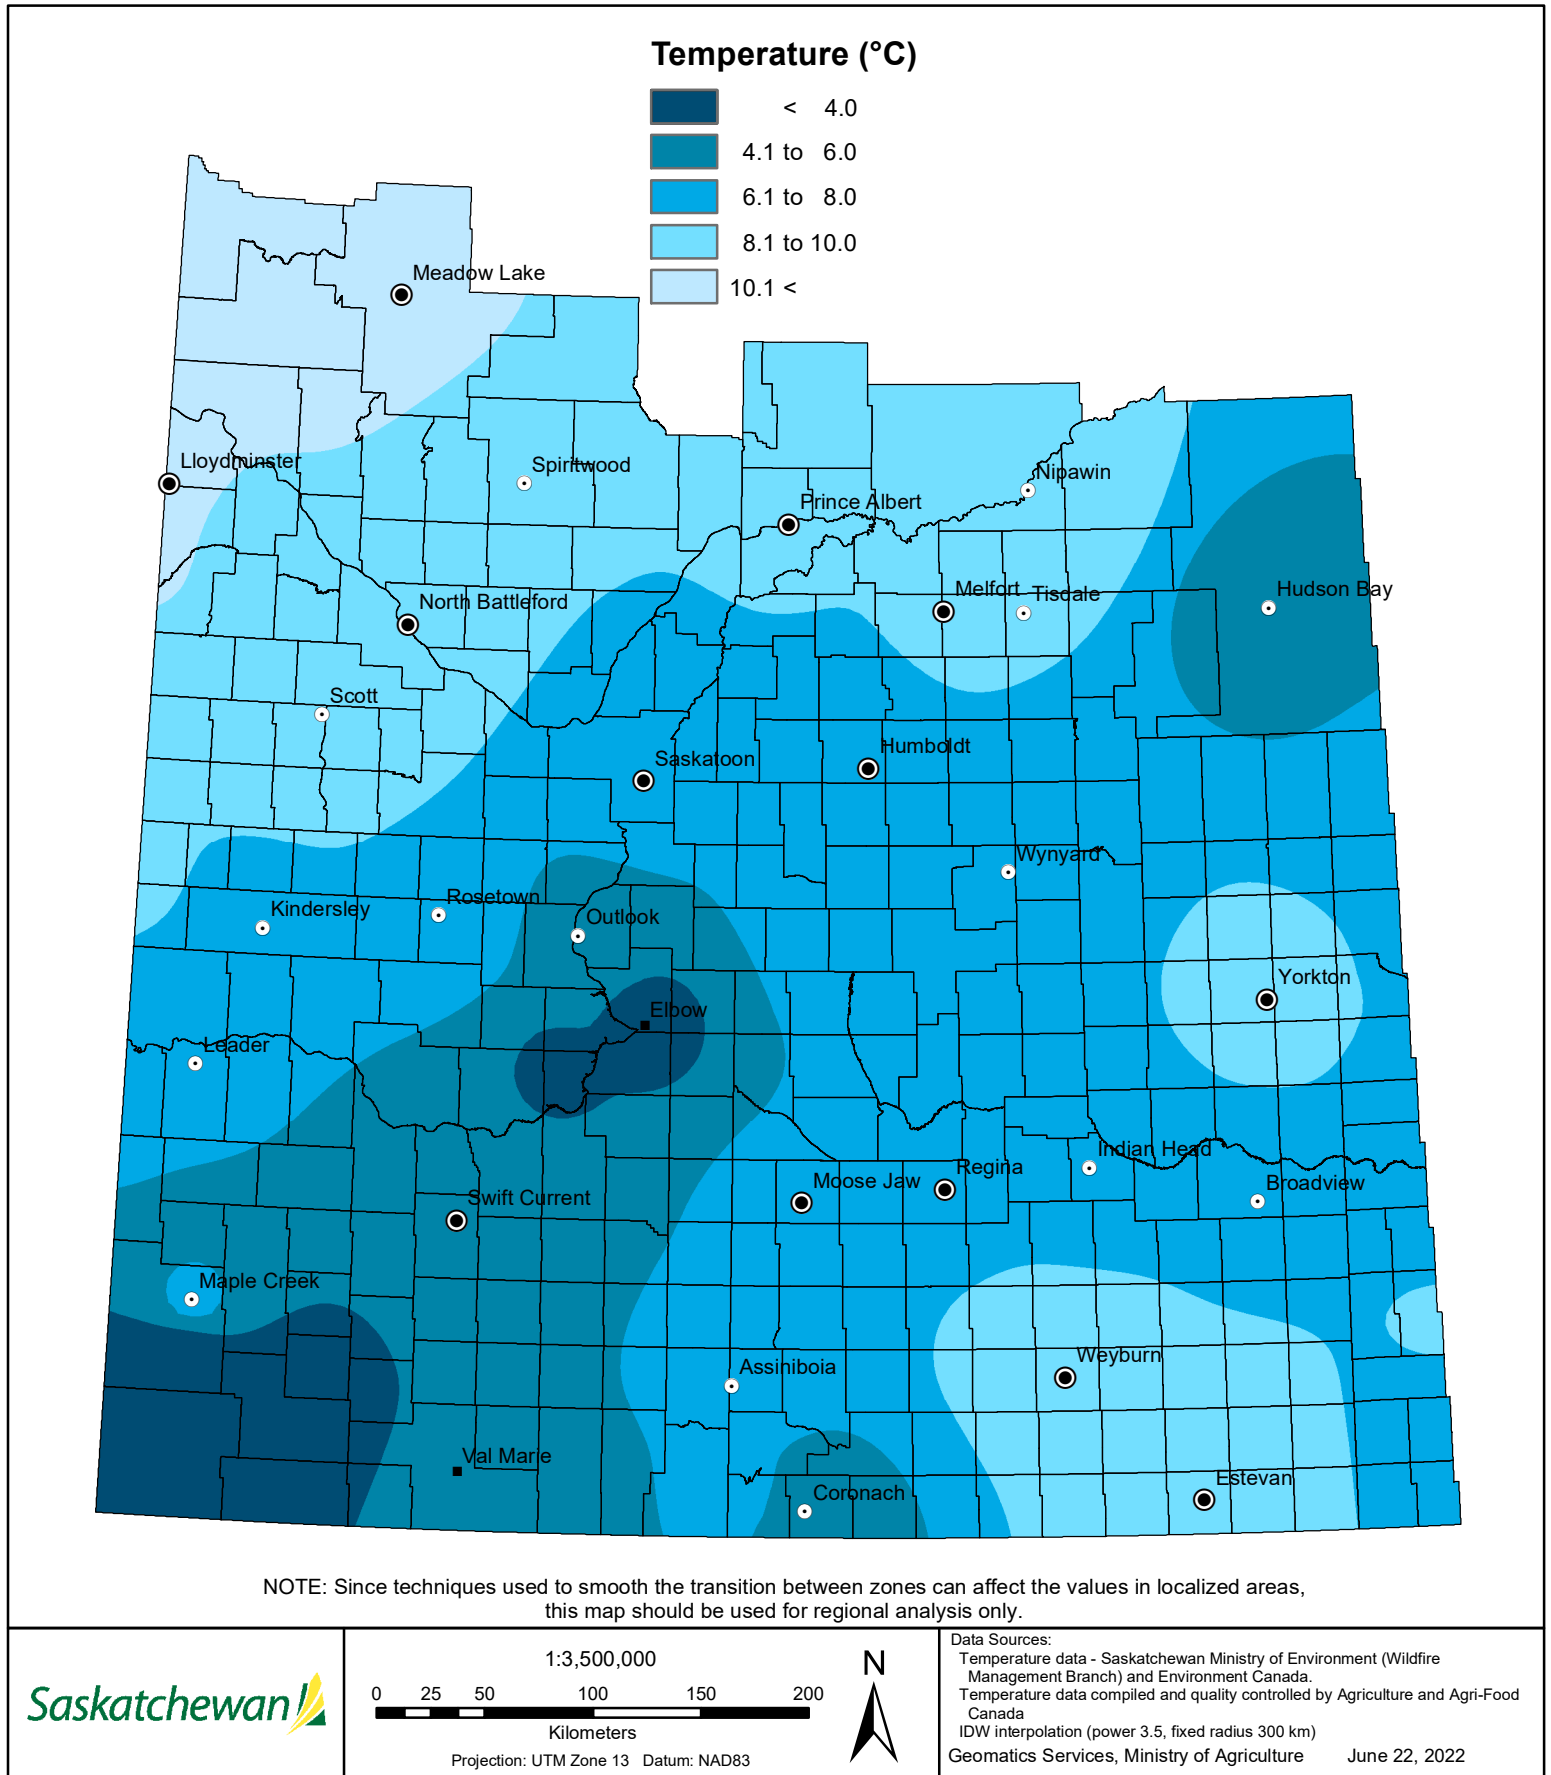 Temperature (°C)
< 4.0
4.1 to 6.0
6.1 to 8.0
8.1 to 10.0
10.1 <
Meadow Lake
Lloydminster
Spiritwood
Nipawin
Prince Albert
Hudson Bay
Melfort
Tisdale
North Battleford
Scott
Saskatoon
Humboldt
Wynyard
Rosetown
Kindersley
Outlook
Yorkton
Elbow
Leader
Indian Head
Regina
Moose Jaw
Broadview
Swift Current
Maple Creek
Weyburn
Assiniboia
Val Marie
Estevan
Coronach
NOTE: Since techniques used to smooth the transition between zones can affect the values in localized areas,
this map should be used for regional analysis only.
Saskatchewan
1:3,500,000
0 25 50 100 150 200
Kilometers
Projection: UTM Zone 13 Datum: NAD83
N
Data Sources:
Temperature data - Saskatchewan Ministry of Environment (Wildfire
Management Branch) and Environment Canada.
Temperature data compiled and quality controlled by Agriculture and Agri-Food
Canada
IDW interpolation (power 3.5, fixed radius 300 km)
Geomatics Services, Ministry of Agriculture June 22, 2022